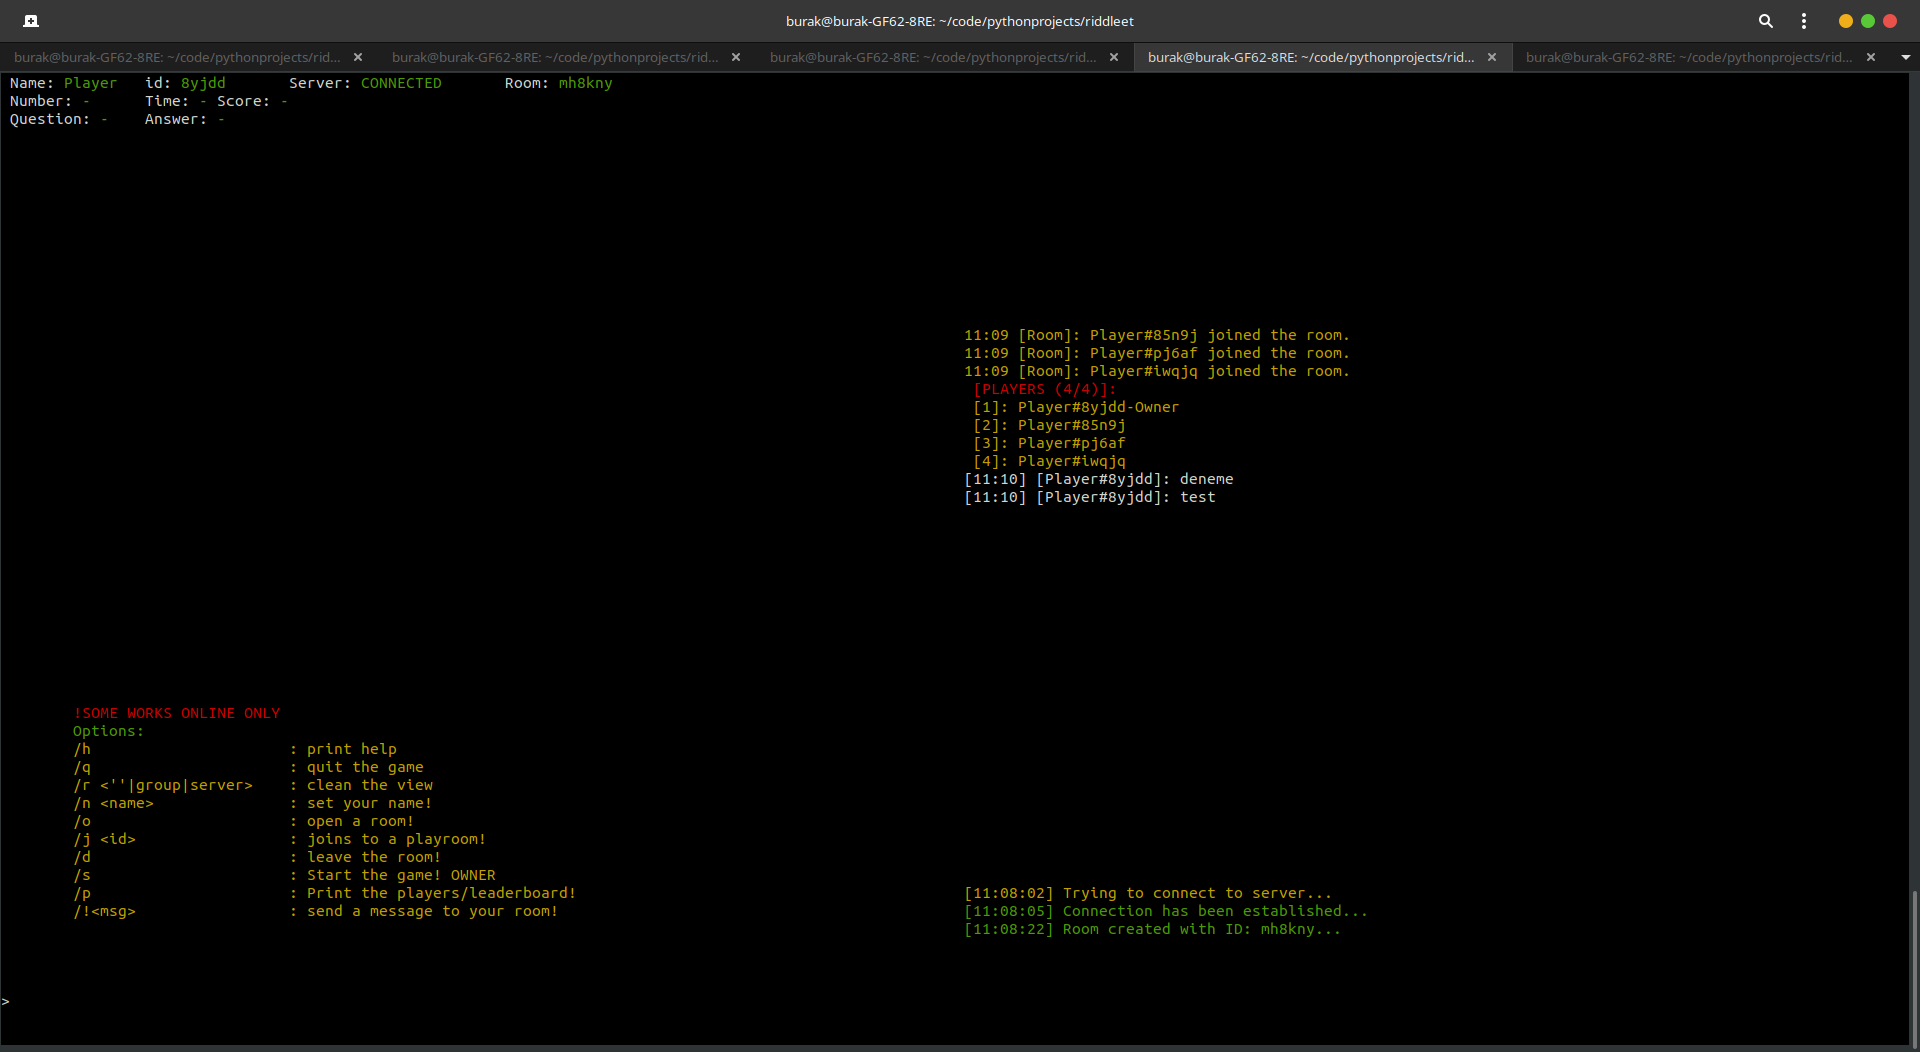 burak@burak-GF62-8RE: ~/code/pythonprojects/riddleet
burak@burak-GF62-8RE: ~/code/pythonprojects/rid... burak@burak-GF62-8RE: ~/code/pythonprojects/rid... burak@burak-GF62-8RE: ~/code/pythonprojects/rid... burak@burak-GF62-8RE: ~/code/pythonprojects/rid... burak@burak-GF62-8RE: ~/code/pythonprojects/rid...
Name: Player id: 8yjdd Server: CONNECTED Room: mh8kny
Number: - Time: - Score: -
Question: - Answer: -
11:09 [Room]: Player#85n9j joined the room.
11:09 [Room]: Player#pj6af joined the room.
11:09 [Room]: Player#iwqjq joined the room.
[PLAYERS (4/4)]:
[1]: Player#8yjdd-Owner
[2]: Player#85n9j
[3]: Player#pj6af
[4]: Player#iwqjq
[11:10] [Player#8yjdd]: deneme
[11:10] [Player#8yjdd]: test
!SOME WORKS ONLINE ONLY
Options:
/h : print help
/q : quit the game
/r <''|group|server> : clean the view
/n <name> : set your name!
/o : open a room!
/j <id> : joins to a playroom!
/d : leave the room!
/s : Start the game! OWNER
/p : Print the players/leaderboard!
/!<msg> : send a message to your room!
[11:08:02] Trying to connect to server...
[11:08:05] Connection has been established...
[11:08:22] Room created with ID: mh8kny...
>